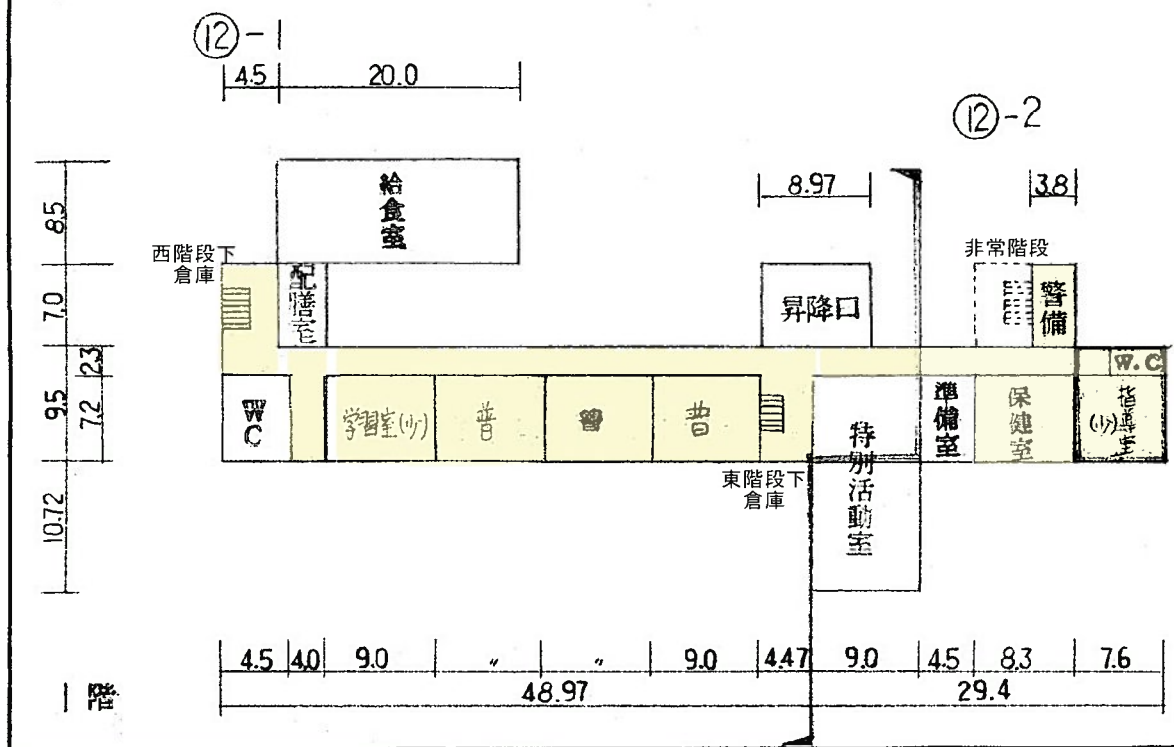 ⑫-1
4.5 20.0
⑫-2
8.97
3.8
8.5
7.0
2.3
9.5
7.2
10.72
給食室
西階段下
倉庫
配膳室
昇降口
非常階段
警備
W.C
WC
学習室(少)
普
普
特別活動室
準備室
保健室
指導室
(少)
東階段下
倉庫
4.5 4.0 9.0 〃 〃 9.0 4.47 9.0 4.5 8.3 7.6
48.97 29.4
一階